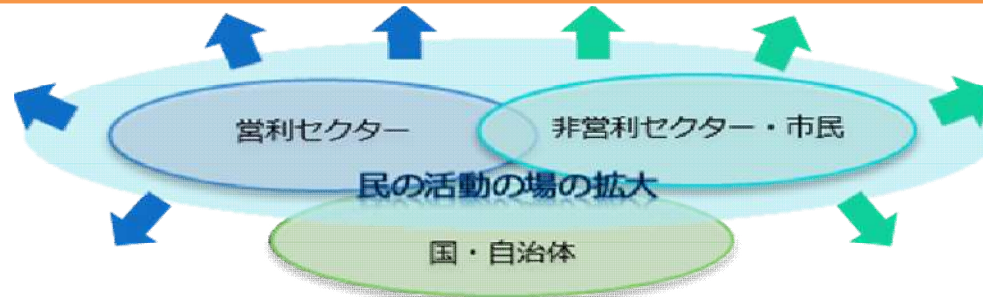 営利セクター
非営利セクター・市民
民の活動の場の拡大
国・自治体